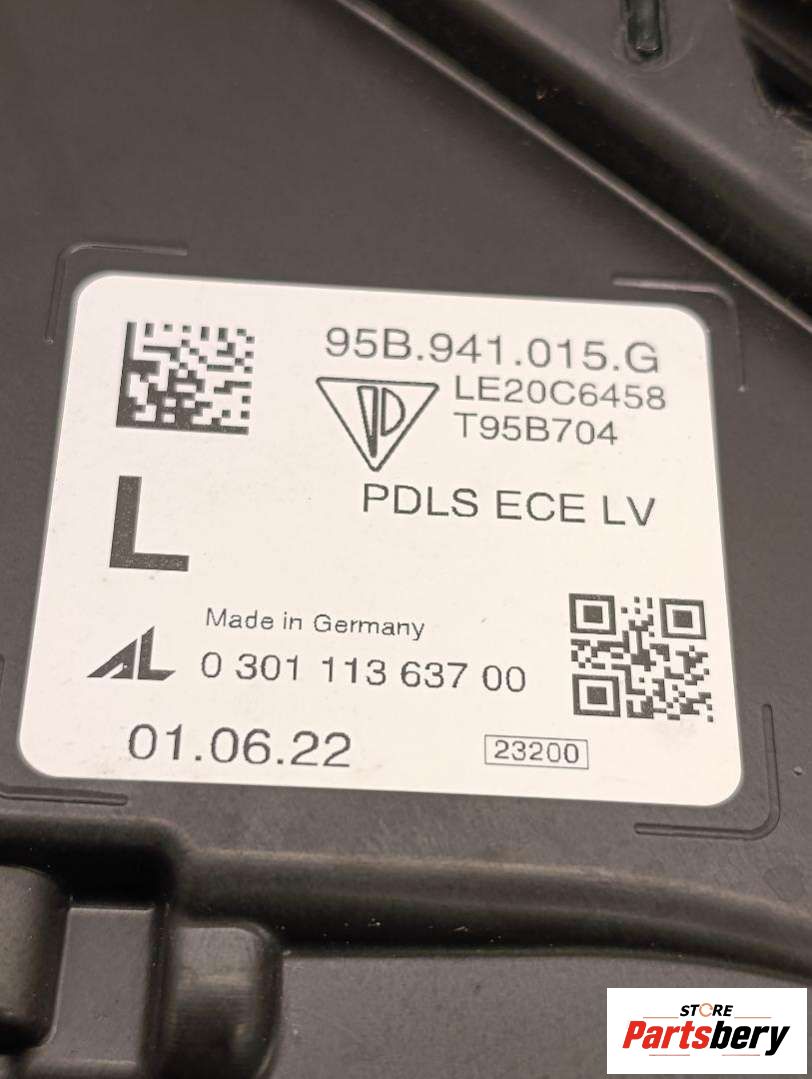 95B.941.015.G
LE20C6458
T95B704
PDLS ECE LV
L
Made in Germany
AL 0 301 113 637 00
01.06.22
23200
STORE
Partsbery